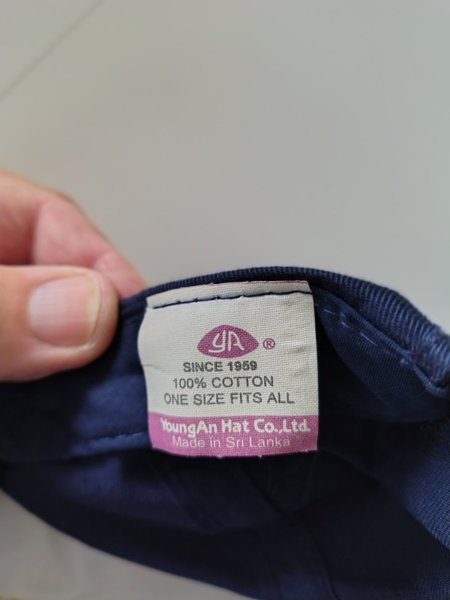 YA ®
SINCE 1959
100% COTTON
ONE SIZE FITS ALL
YoungAn Hat Co.,Ltd.
Made in Sri Lanka